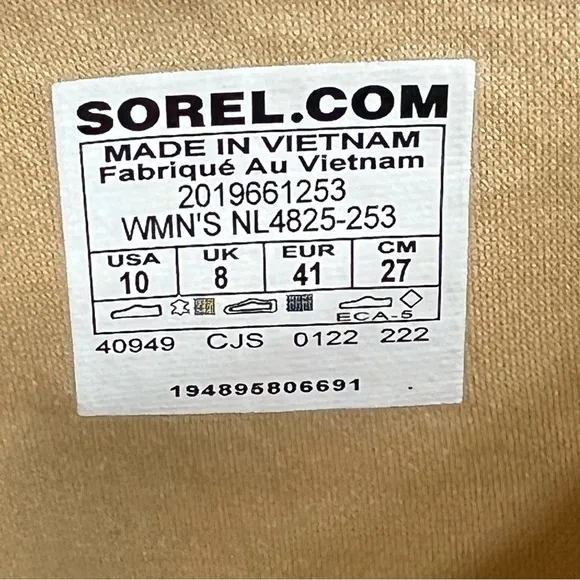 SOREL.COM
MADE IN VIETNAM
Fabriqué Au Vietnam
2019661253
WMN'S NL4825-253
USA UK EUR CM
10 8 41 27
ECA-5
40949 CJS 0122 222
194895806691